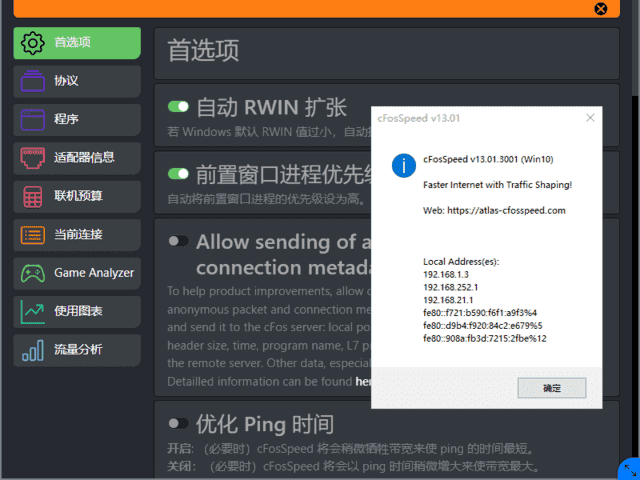 首选项
协议
程序
适配器信息
联机预算
当前连接
Game Analyzer
使用图表
流量分析
首选项
自动 RWIN 扩张
若 Windows 默认 RWIN 值过小，自动
前置窗口进程优先
自动将前置窗口进程的优先级设为高。
Allow sending of a
connection metada
To help product improvements, allow
anonymous packet and connection me
and send it to the cFos server: local po
header size, time, program name, L7 p
the remote server. Other data, especial
Detailled information can be found her
优化 Ping 时间
开启: （必要时）cFosSpeed 将会稍微牺牲带宽来使 ping 的时间最短。
关闭: （必要时）cFosSpeed 将会以 ping 时间稍微增大来使带宽最大。
cFosSpeed v13.01
cFosSpeed v13.01.3001 (Win10)
Faster Internet with Traffic Shaping!
Web: https://atlas-cfosspeed.com
Local Address(es):
192.168.1.3
192.168.252.1
192.168.21.1
fe80::f721:b590:f6f1:a9f3%4
fe80::d9b4:f920:84c2:e679%5
fe80::908a:fb3d:7215:2fbe%12
确定